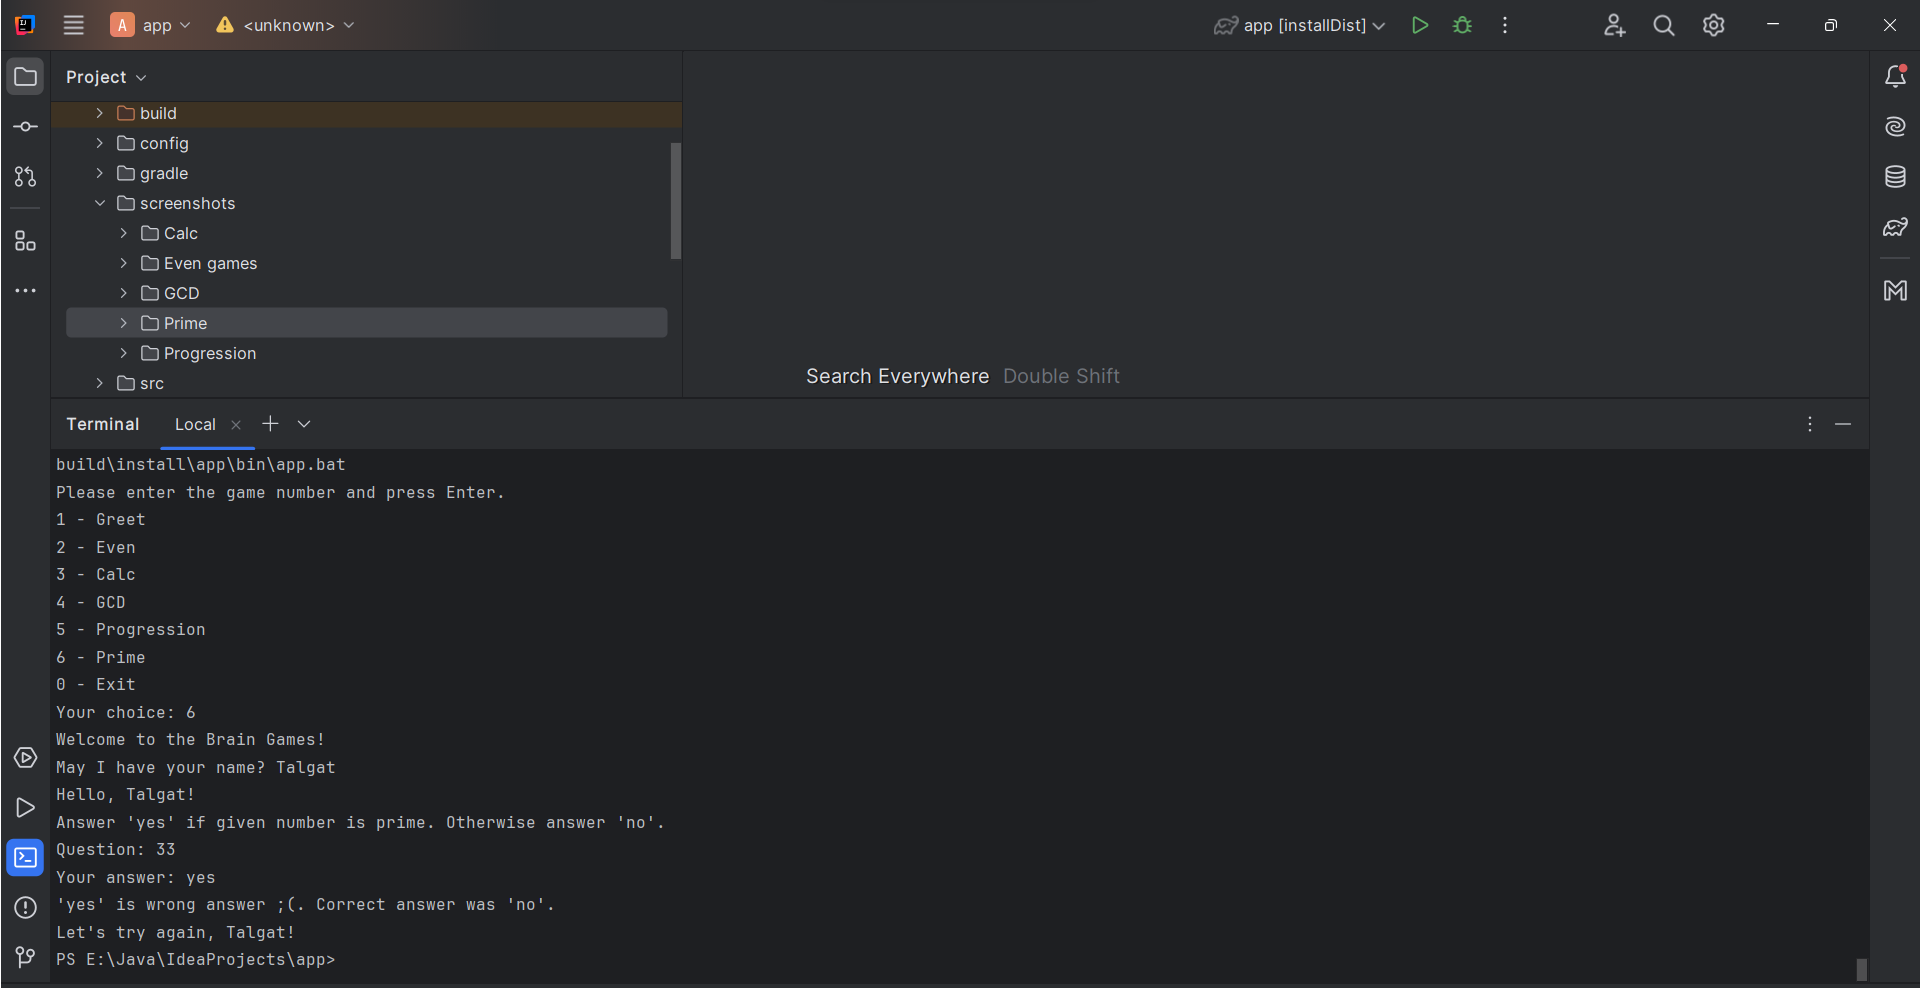 A app <unknown> app [installDist]
Project
build
config
gradle
screenshots
Calc
Even games
GCD
Prime
Progression
src
Search Everywhere Double Shift
Terminal Local
build\install\app\bin\app.bat
Please enter the game number and press Enter.
1 - Greet
2 - Even
3 - Calc
4 - GCD
5 - Progression
6 - Prime
0 - Exit
Your choice: 6
Welcome to the Brain Games!
May I have your name? Talgat
Hello, Talgat!
Answer 'yes' if given number is prime. Otherwise answer 'no'.
Question: 33
Your answer: yes
'yes' is wrong answer ;(. Correct answer was 'no'.
Let's try again, Talgat!
PS E:\Java\IdeaProjects\app>